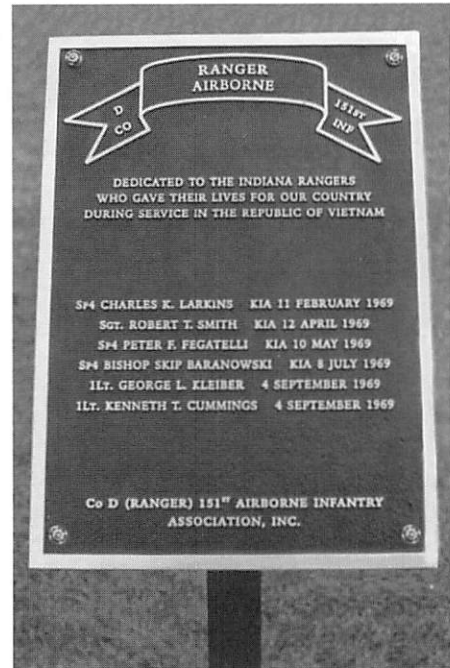 RANGER
AIRBORNE
D
CO
151ST
INF
DEDICATED TO THE INDIANA RANGERS
WHO GAVE THEIR LIVES FOR OUR COUNTRY
DURING SERVICE IN THE REPUBLIC OF VIETNAM
SP4 CHARLES K. LARKINS KIA 11 FEBRUARY 1969
SGT. ROBERT T. SMITH KIA 12 APRIL 1969
SP4 PETER F. FEGATELLI KIA 10 MAY 1969
SP4 BISHOP SKIP BARANOWSKI KIA 8 JULY 1969
1LT. GEORGE L. KLEIBER 4 SEPTEMBER 1969
1LT. KENNETH T. CUMMINGS 4 SEPTEMBER 1969
CO D (RANGER) 151ST AIRBORNE INFANTRY
ASSOCIATION, INC.